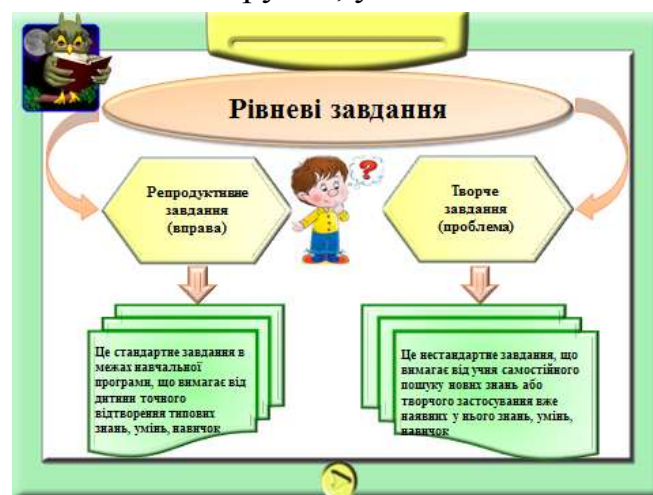 Рівневі завдання
Репродуктивне
завдання
(вправа)
?
Творче
завдання
(проблема)
Це стандартне завдання в
межах навчальної
програми, що вимагає від
дитини точного
відтворення типових
знань, умінь, навичок
Це нестандартне завдання, що
вимагає від учня самостійного
пошуку нових знань або
творчого застосування вже
наявних у нього знань, умінь,
навичок